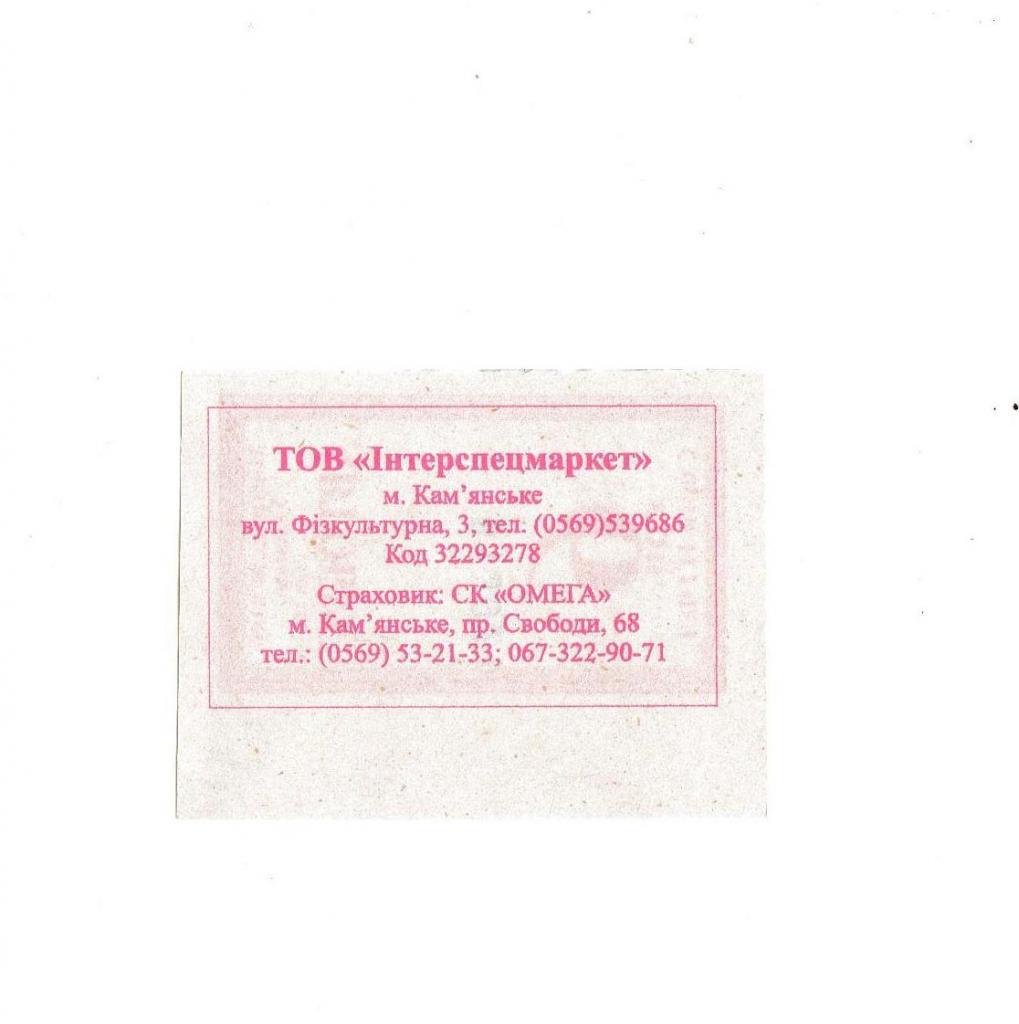 ТОВ «Інтерспецмаркет»
м. Кам’янське
вул. Фізкультурна, 3, тел. (0569)539686
Код 32293278
Страховик: СК «ОМЕГА»
м. Кам’янське, пр. Свободи, 68
тел.: (0569) 53-21-33; 067-322-90-71